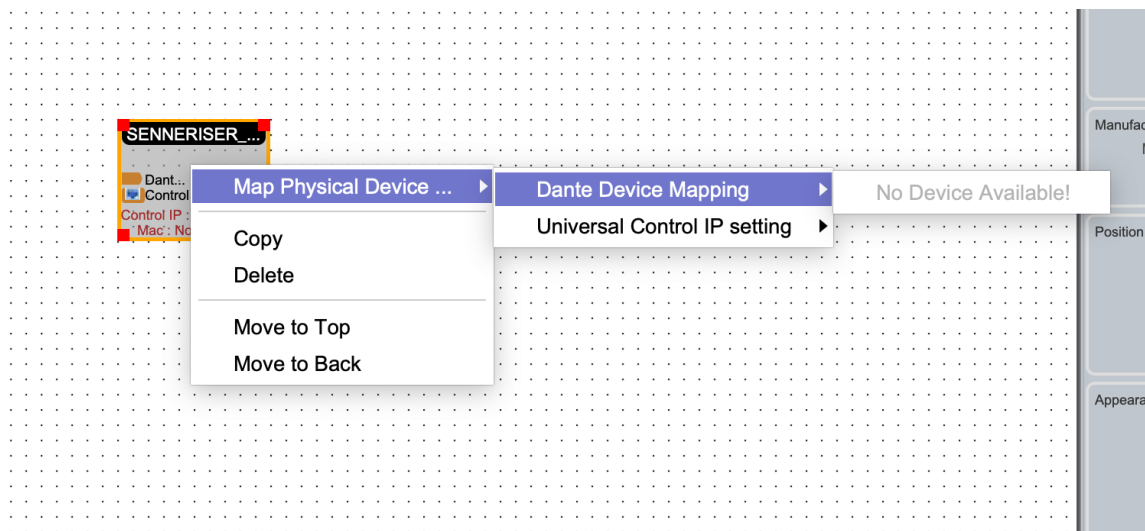 SENNERISER_...
Dant...
Control
Control IP :
Mac : No
Map Physical Device ...
Copy
Delete
Move to Top
Move to Back
Dante Device Mapping
Universal Control IP setting
No Device Available!
Manufac
Position
Appeara